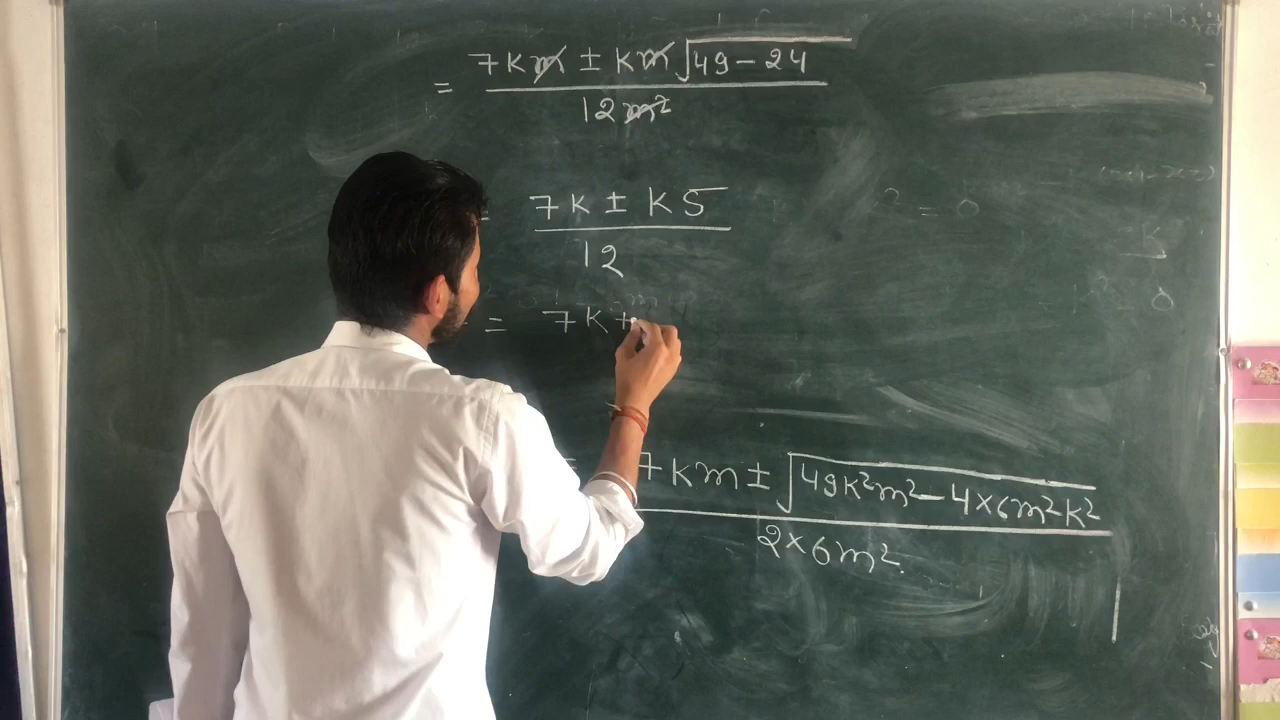 = 7km ± km√49-24
12m²
= 7k ± k5
12
= 7k+
= 7km ± √49k²m²-4×6m²k²
2×6m²